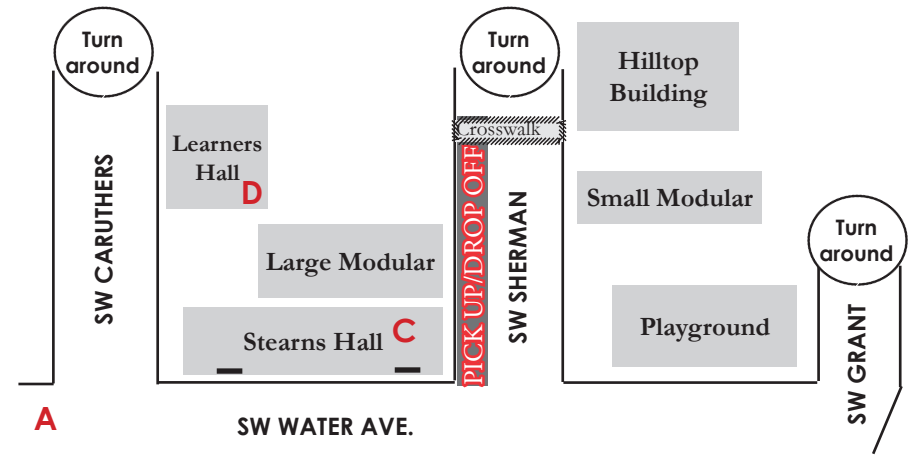 Turn
around
Turn
around
Hilltop
Building
Crosswalk
Learners
Hall
D
SW CARUTHERS
PICK UP/DROP OFF
SW SHERMAN
Small Modular
Turn
around
Large Modular
Stearns Hall
C
Playground
SW GRANT
A
SW WATER AVE.